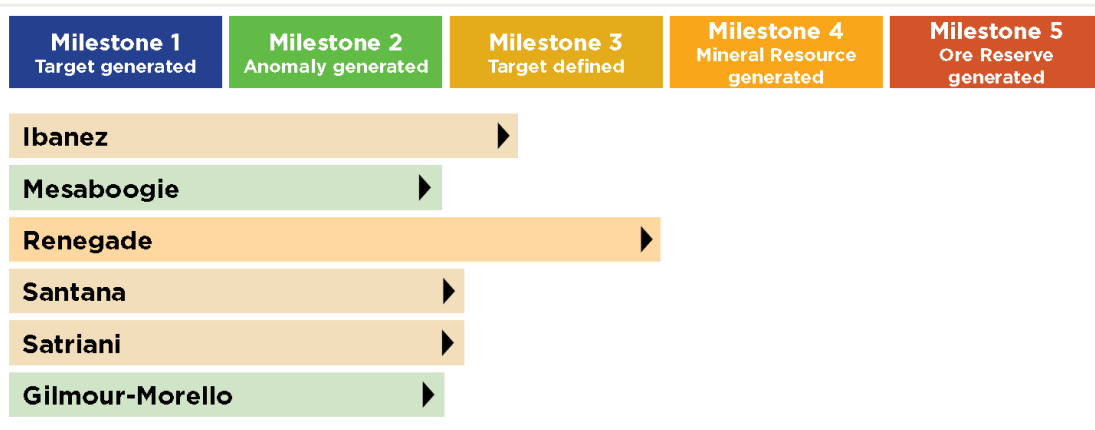 Milestone 1
Target generated
Milestone 2
Anomaly generated
Milestone 3
Target defined
Milestone 4
Mineral Resource
generated
Milestone 5
Ore Reserve
generated
Ibanez
Mesaboogie
Renegade
Santana
Satriani
Gilmour-Morello